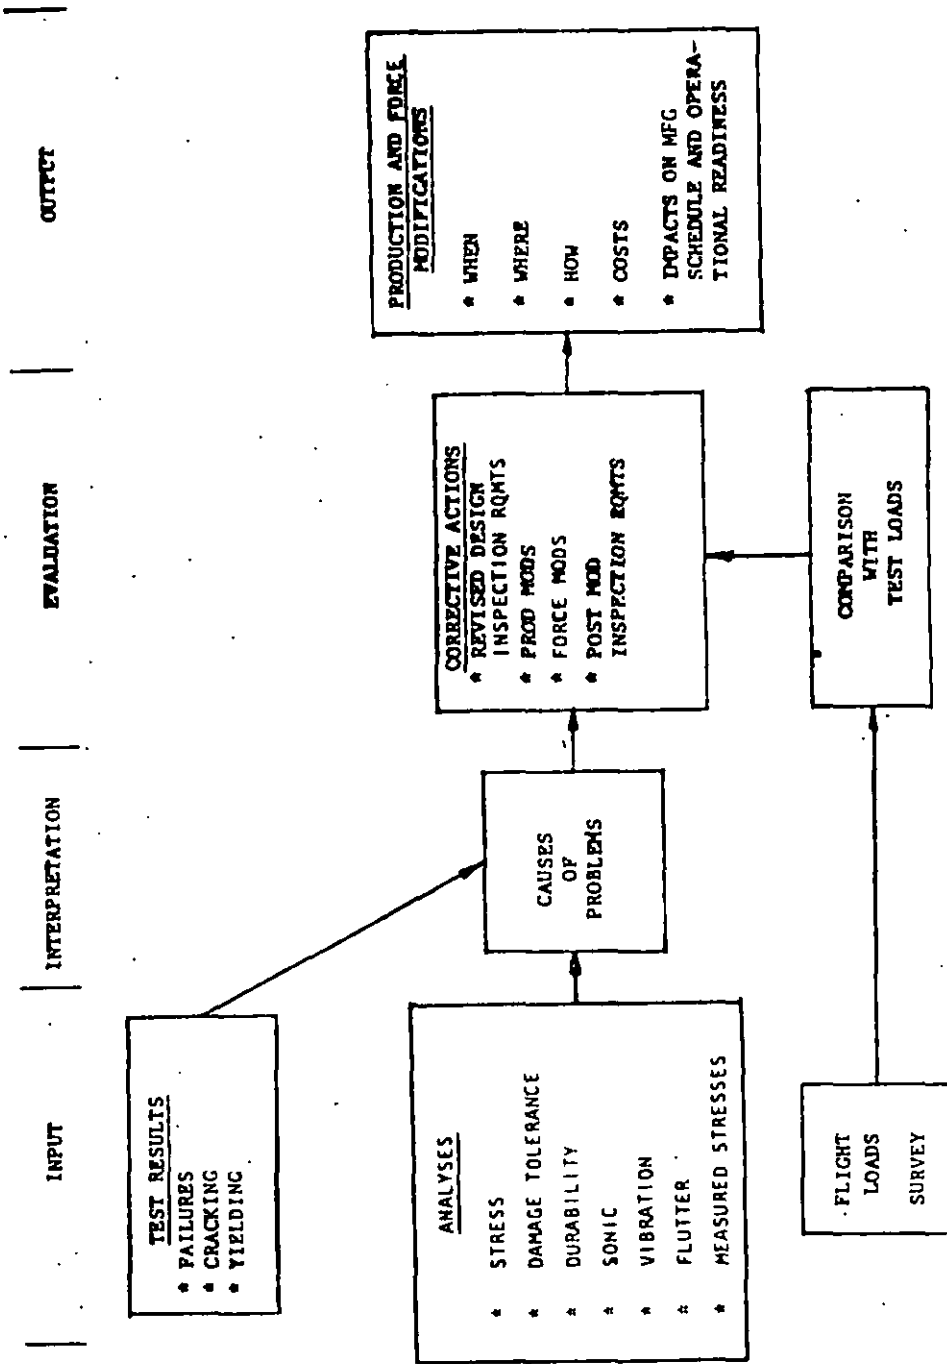 INPUT
INTERPRETATION
EVALUATION
OUTPUT
TEST RESULTS
* FAILURES
* CRACKING
* YIELDING
ANALYSES
* STRESS
* DAMAGE TOLERANCE
* DURABILITY
* SONIC
* VIBRATION
* FLUTTER
* MEASURED STRESSES
FLIGHT
LOADS
SURVEY
CAUSES
OF
PROBLEMS
CORRECTIVE ACTIONS
* REVISED DESIGN
INSPECTION RQMTS
* PROD MODS
* FORCE MODS
* POST MOD
INSPECTION RQMTS
COMPARISON
WITH
TEST LOADS
PRODUCTION AND FORCE
MODIFICATIONS
* WHEN
* WHERE
* HOW
* COSTS
* IMPACTS ON MFG
SCHEDULE AND OPERA-
TIONAL READINESS